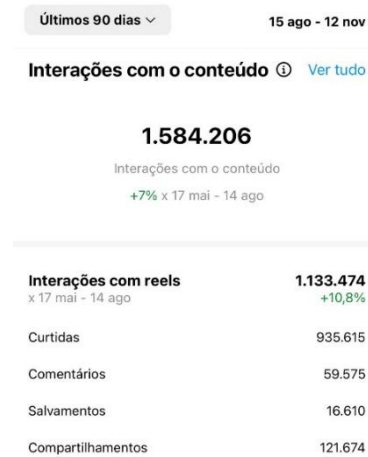 Últimos 90 dias
15 ago - 12 nov
Interações com o conteúdo
Ver tudo
1.584.206
Interações com o conteúdo
+7% x 17 mai - 14 ago
Interações com reels
1.133.474
x 17 mai - 14 ago
+10,8%
Curtidas
935.615
Comentários
59.575
Salvamentos
16.610
Compartilhamentos
121.674